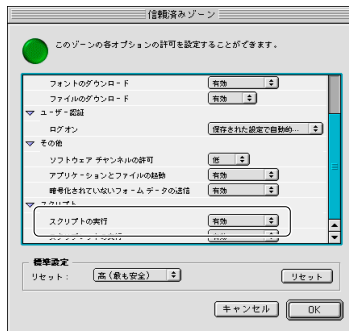 信頼済みゾーン
このゾーンの各オプションの許可を設定することができます。
フォントのダウンロード 有効
ファイルのダウンロード 有効
ユーザー認証
ログオン 保存された設定で自動的...
その他
ソフトウェア チャンネルの許可 低
アプリケーションとファイルの起動 有効
暗号化されていないフォーム データの送信 有効
スクリプト
スクリプトの実行 有効
標準設定
リセット： 高（最も安全） リセット
キャンセル OK